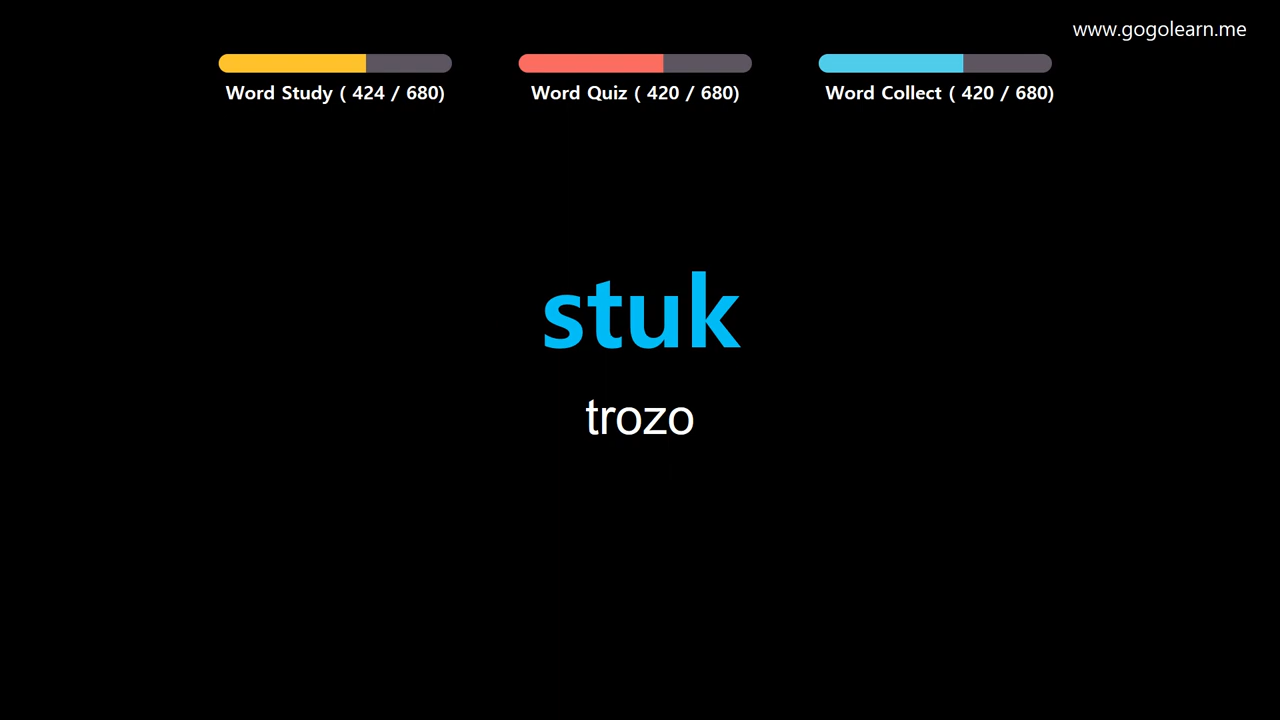 www.gogolearn.me
Word Study ( 424 / 680)
Word Quiz ( 420 / 680)
Word Collect ( 420 / 680)
stuk
trozo